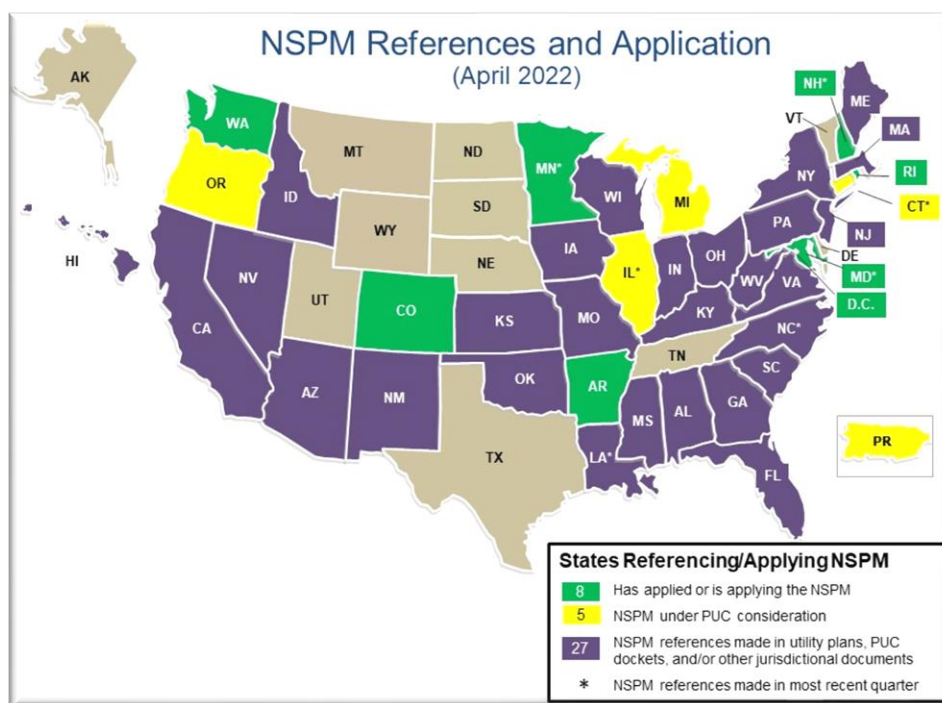 NSPM References and Application
(April 2022)
AK
WA
MT
ND
MN*
VT
NH*
ME
MA
OR
ID
WY
SD
WI
MI
NY
RI
CT*
HI
NV
UT
NE
IA
IL*
IN
OH
PA
NJ
DE
MD*
D.C.
CA
CO
KS
MO
KY
WV
VA
NC*
AZ
NM
OK
AR
TN
SC
TX
LA*
MS
AL
GA
FL
PR
States Referencing/Applying NSPM
8 Has applied or is applying the NSPM
5 NSPM under PUC consideration
27 NSPM references made in utility plans, PUC
dockets, and/or other jurisdictional documents
* NSPM references made in most recent quarter